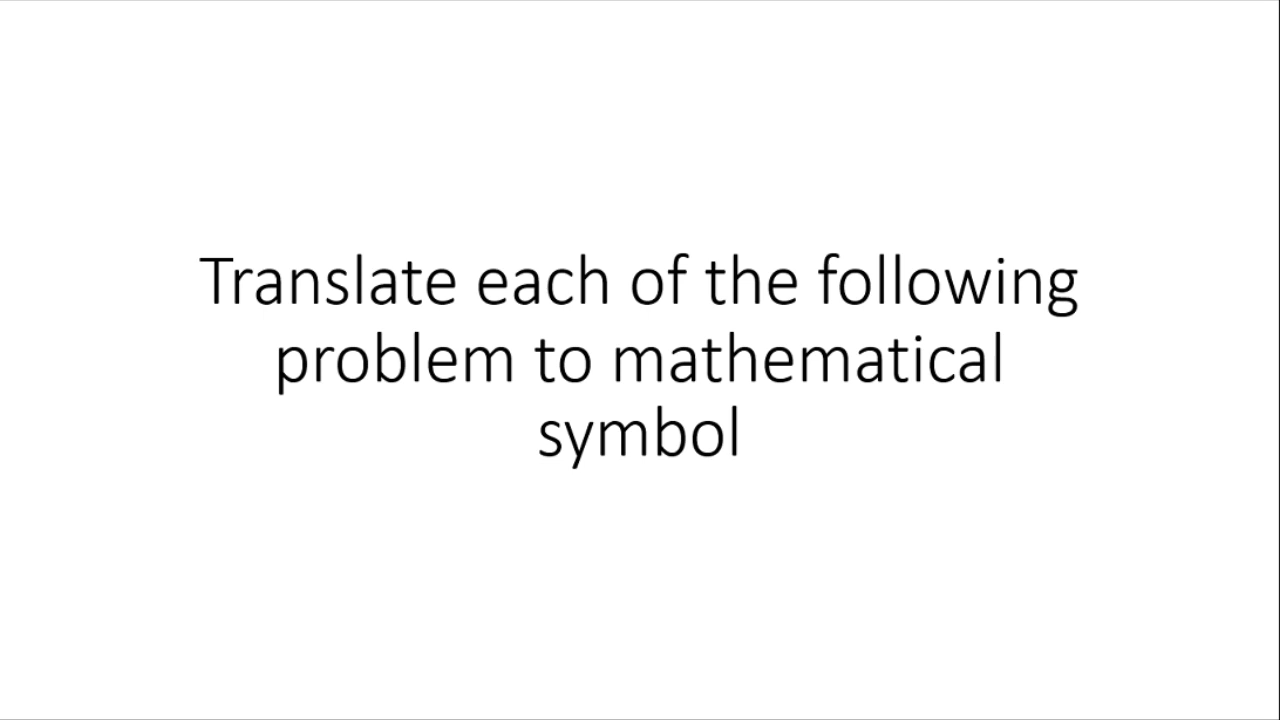 Translate each of the following
problem to mathematical
symbol